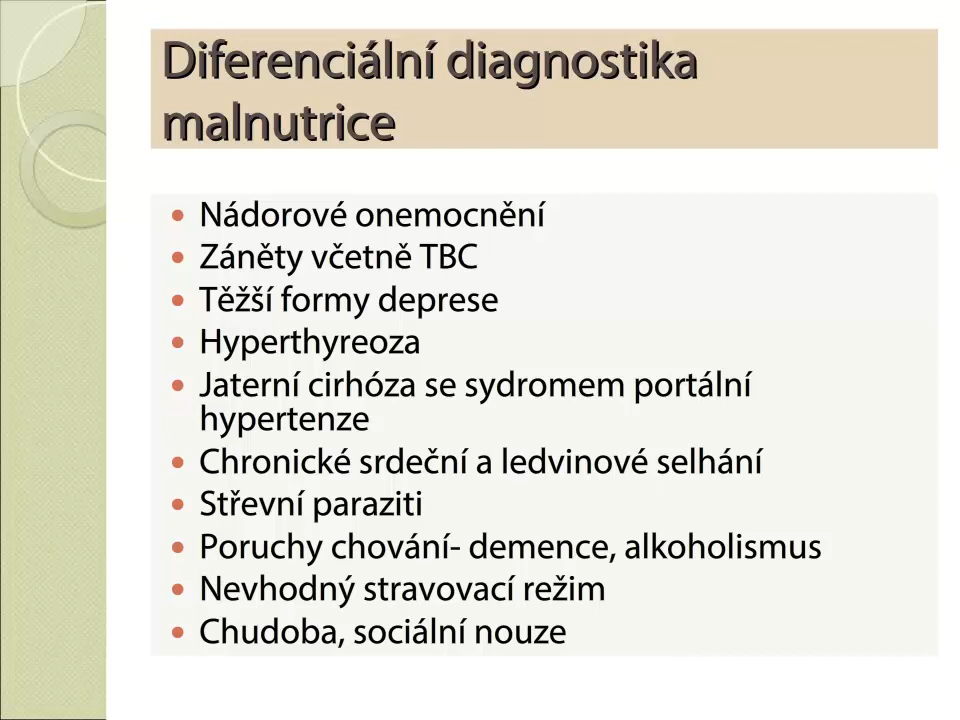 Diferenciální diagnostika
malnutrice
• Nádorové onemocnění
• Záněty včetně TBC
• Těžší formy deprese
• Hyperthyreoza
• Jaterní cirhóza se sydromem portální
hypertenze
• Chronické srdeční a ledvinové selhání
• Střevní paraziti
• Poruchy chování- demence, alkoholismus
• Nevhodný stravovací režim
• Chudoba, sociální nouze